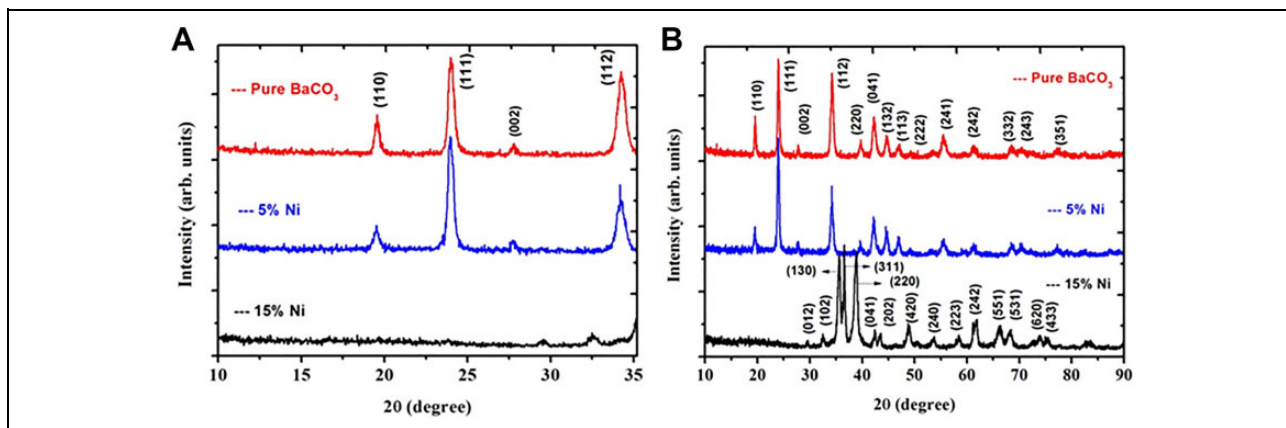 A
(110)
(111)
(002)
(112)
--- Pure BaCO3
--- 5% Ni
--- 15% Ni
Intensity (arb. units)
10 15 20 25 30 35
20 (degree)
B
(110)
(111)
(002)
(112)
(220)
(041)
(132)
(113)
(222)
(241)
(242)
(332)
(243)
(351)
--- Pure BaCO3
--- 5% Ni
--- 15% Ni
(130)
(311)
(220)
(012)
(102)
(041)
(202)
(420)
(240)
(223)
(242)
(551)
(531)
(620)
(433)
Intensity (arb. units)
10 20 30 40 50 60 70 80 90
20 (degree)